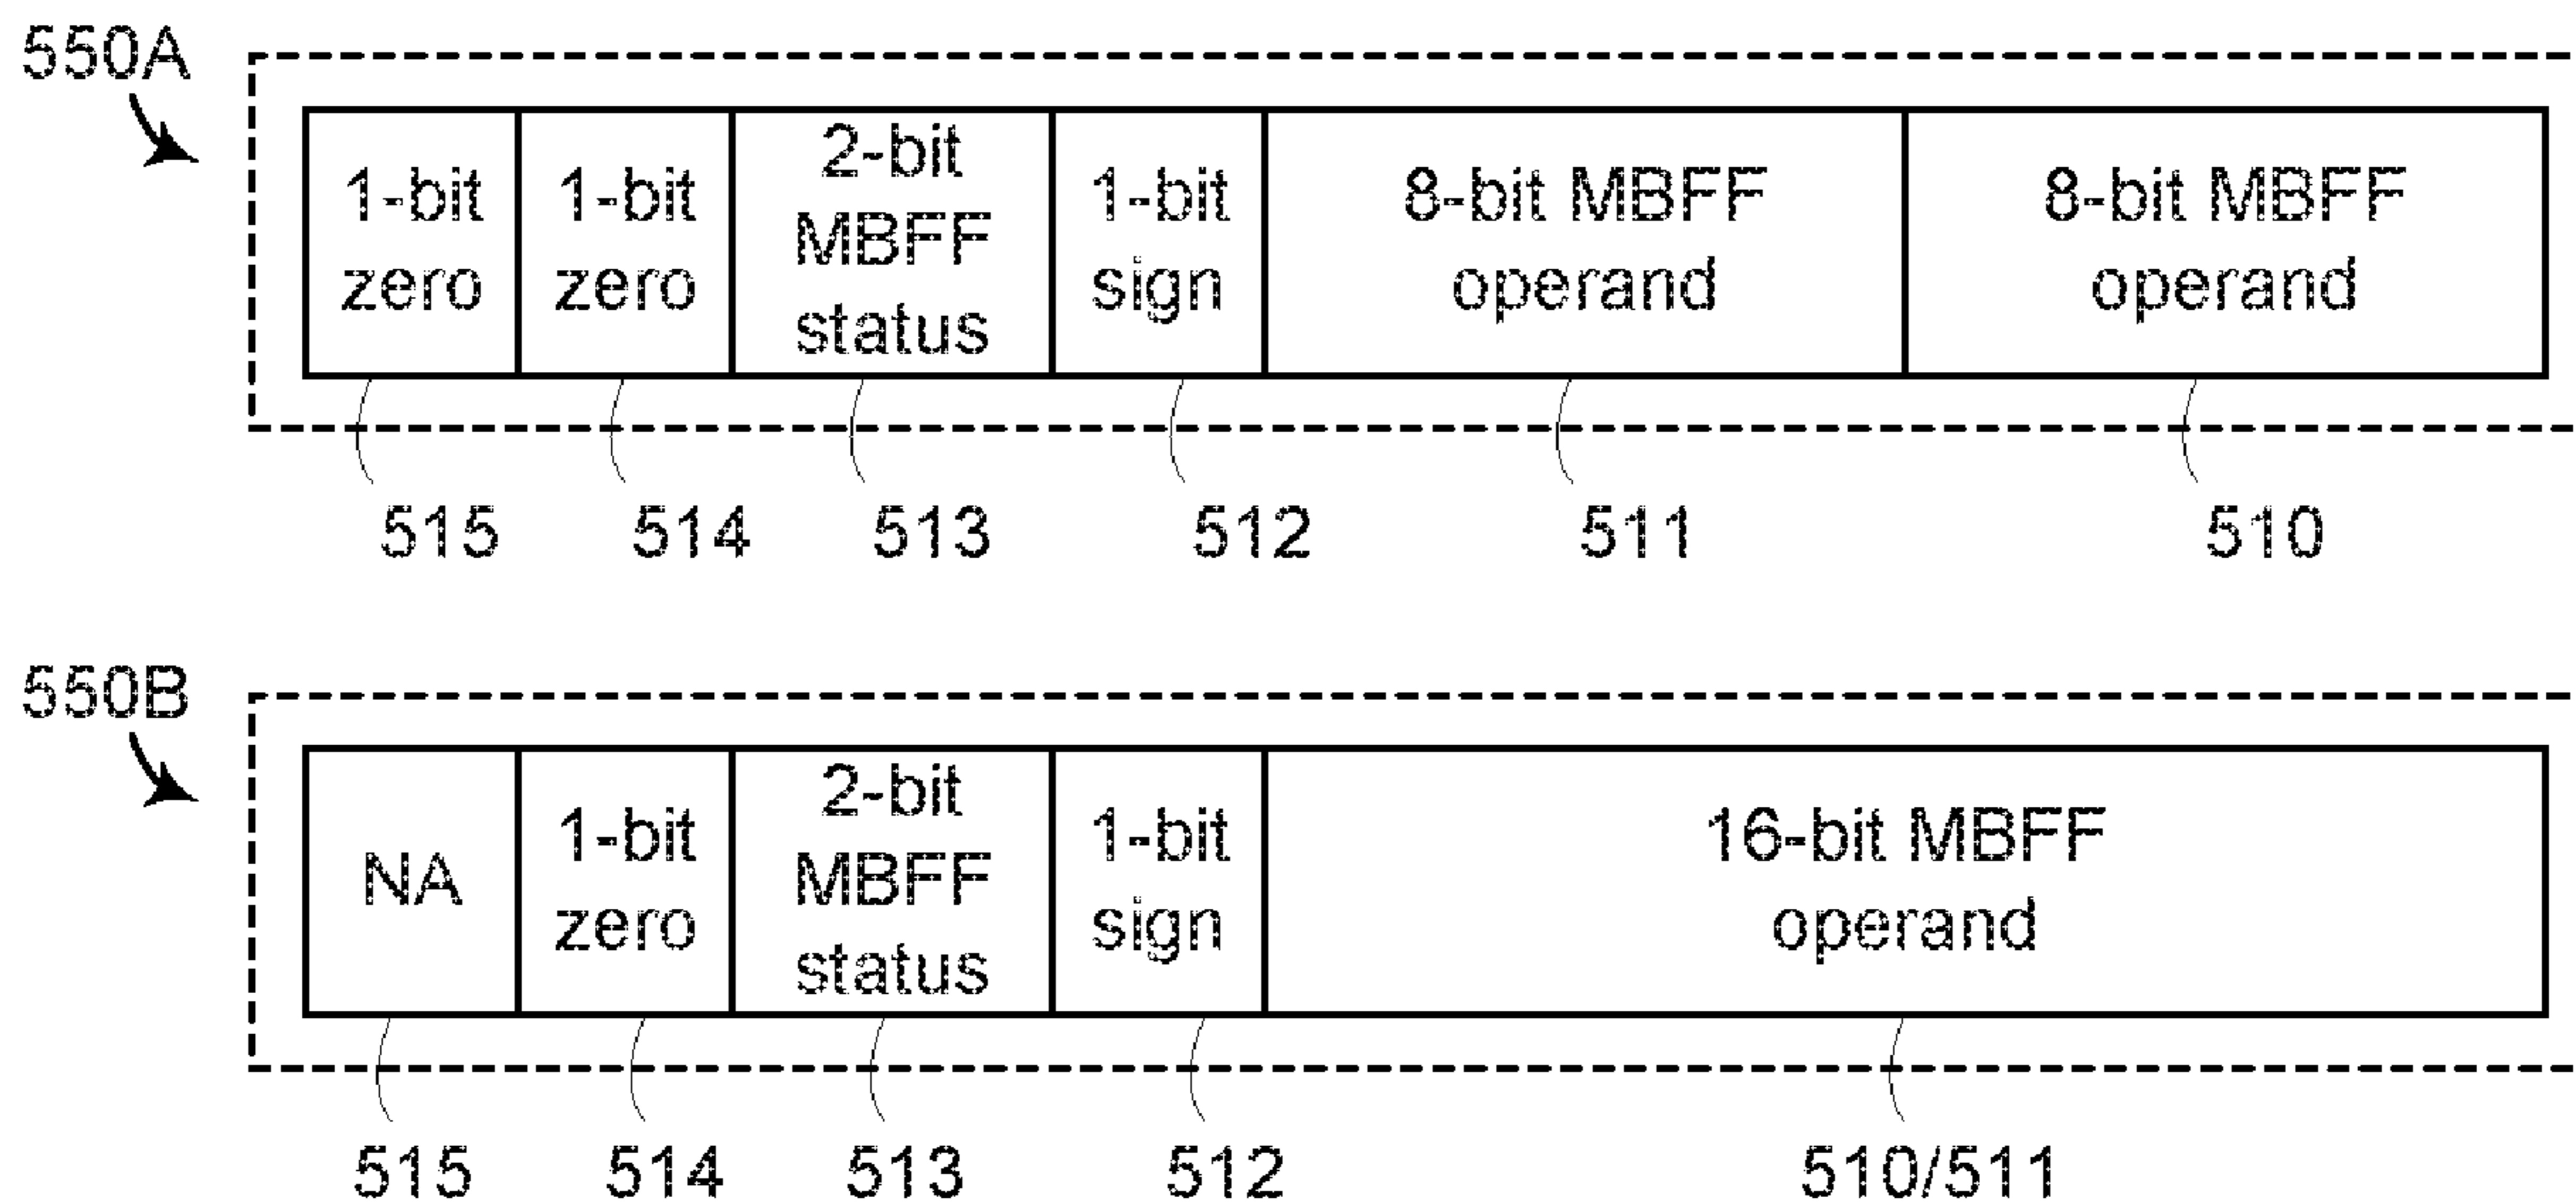 550A
1-bit
zero
1-bit
zero
2-bit
MBFF
status
1-bit
sign
8-bit MBFF
operand
8-bit MBFF
operand
515
514
513
512
511
510
550B
NA
1-bit
zero
2-bit
MBFF
status
1-bit
sign
16-bit MBFF
operand
515
514
513
512
510/511